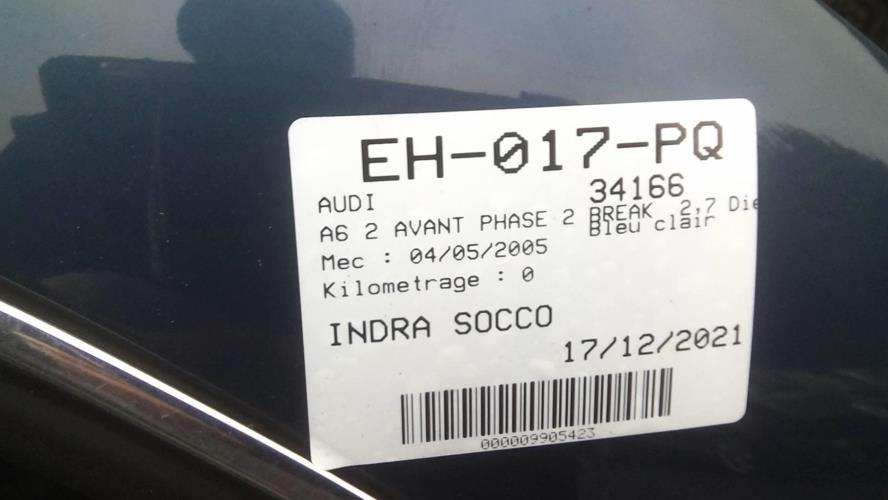 EH-017-PQ
AUDI
34166
A6 2 AVANT PHASE 2 BREAK 2,7 Die
Bleu clair
Mec : 04/05/2005
Kilometrage : 0
INDRA SOCCO
17/12/2021
000009905423